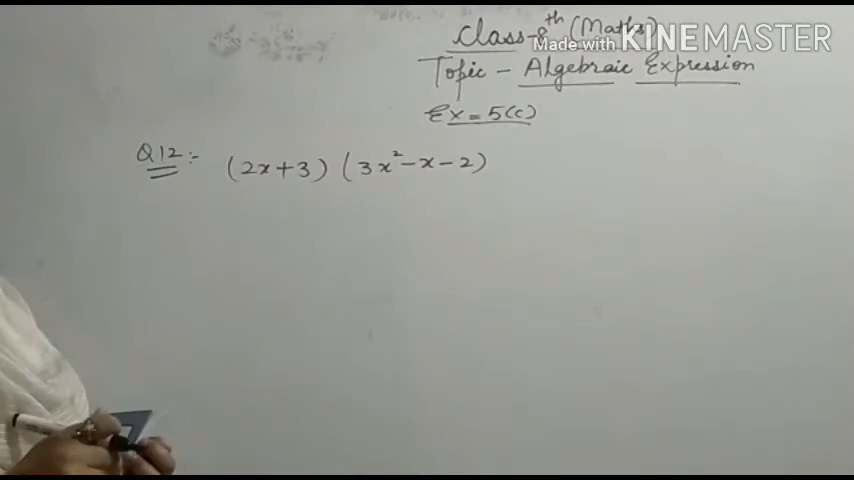 Class-8th (Maths)
Made with KINEMASTER
Topic - Algebraic Expression
Ex = 5(c)
Q12:- (2x+3) (3x²-x-2)